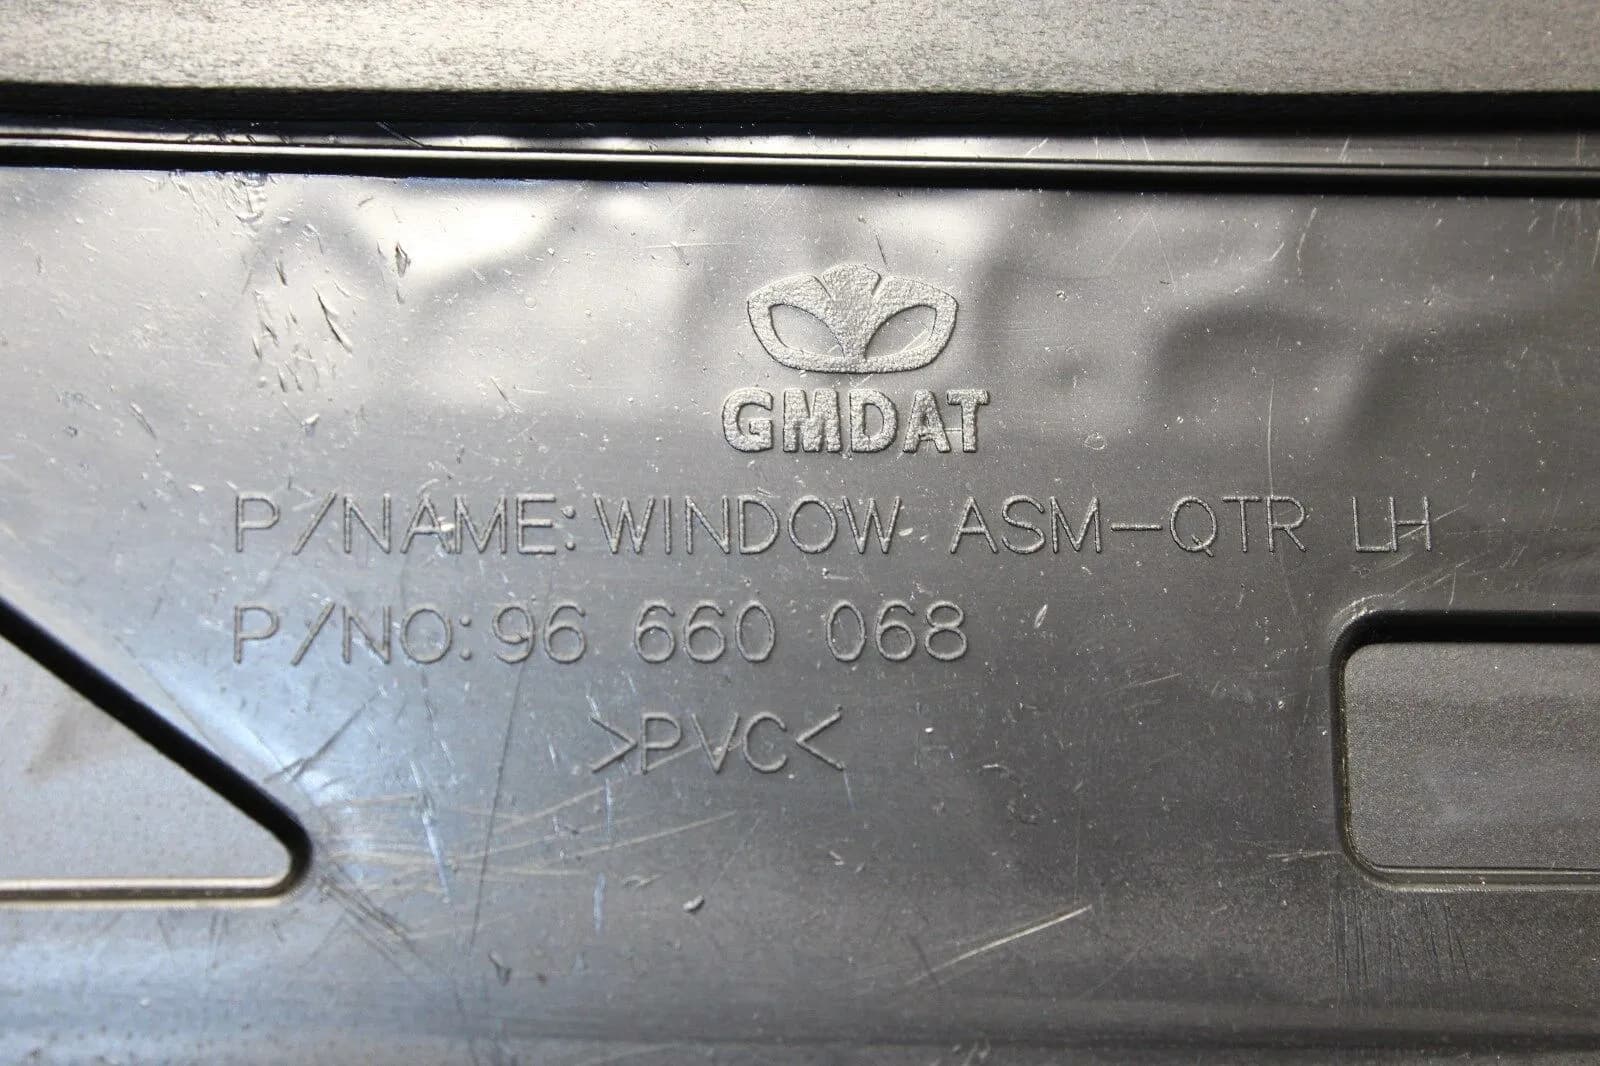 GMDAT
P/NAME: WINDOW ASM-QTR LH
P/NO: 96 660 068
>PVC<